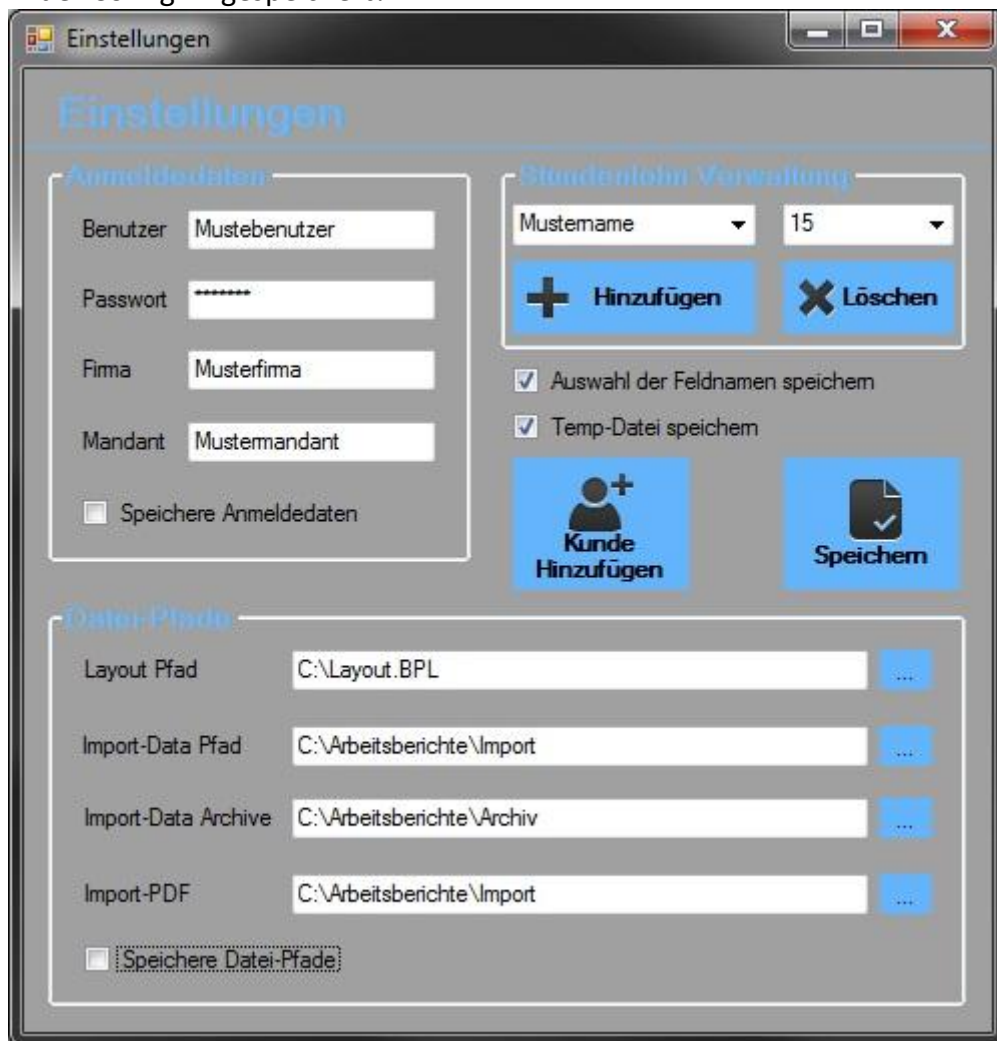 Einstellungen
Einstellungen
Anmeldedaten
Benutzer Mustebenutzer
Passwort *******
Firma Musterfirma
Mandant Mustermandant
Speichere Anmeldedaten
Stundenlohn Verwaltung
Mustername 15
Hinzufügen Löschen
Auswahl der Feldnamen speichern
Temp-Datei speichern
Kunde
Hinzufügen
Speichern
Datei-Pfade
Layout Pfad C:\Layout.BPL ...
Import-Data Pfad C:\Arbeitsberichte\Import ...
Import-Data Archive C:\Arbeitsberichte\Archiv ...
Import-PDF C:\Arbeitsberichte\Import ...
Speichere Datei-Pfade